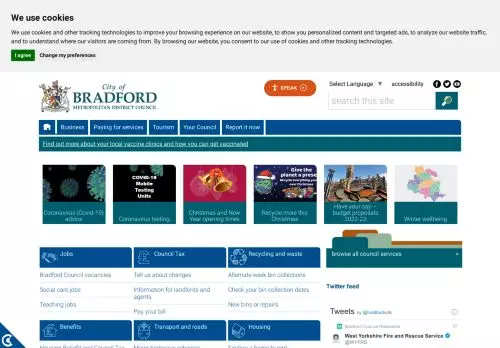 We use cookies
We use cookies and other tracking technologies to improve your browsing experience on our website, to show you personalized content and targeted ads, to analyze our website traffic,
and to understand where our visitors are coming from. By browsing our website, you consent to our use of cookies and other tracking technologies.
I agree Change my preferences
City of
BRADFORD
METROPOLITAN DISTRICT COUNCIL
SPEAK
Select Language ▼ accessibility
search this site
Business Paying for services Tourism Your Council Report it now
Find out more about your local vaccine clinics and how you can get vaccinated
COVID-19
Mobile
Testing
Units
Give the
planet a prese
Recycle everything you
over Christmas
Coronavirus (Covid-19)
advice
Coronavirus testing
Christmas and New
Year opening times
Recycle more this
Christmas
Have your say –
budget proposals
2022-23
Winter wellbeing
Jobs
Council Tax
Recycling and waste
browse all council services »
Bradford Council vacancies
Tell us about changes
Alternate week bin collections
Social care jobs
Information for landlords and
agents
Check your bin collection dates
Teaching jobs
Pay your bill
New bins or repairs
Twitter feed
Tweets by @bradfordmdc
Benefits
Transport and roads
Housing
Bradford Council Retweeted
West Yorkshire Fire and Rescue Service
@WYFRS